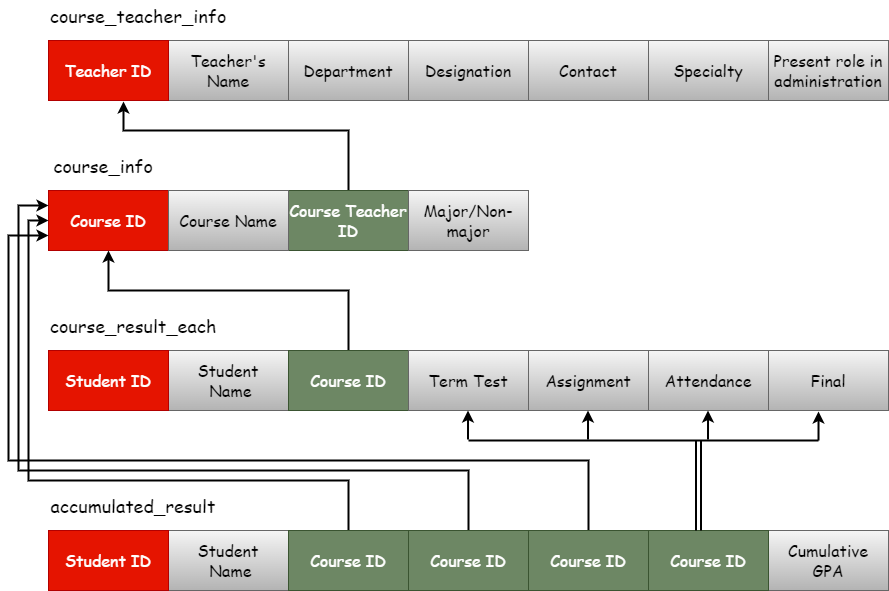 course_teacher_info
Teacher ID
Teacher's
Name
Department
Designation
Contact
Specialty
Present role in
administration
course_info
Course ID
Course Name
Course Teacher
ID
Major/Non-
major
course_result_each
Student ID
Student
Name
Course ID
Term Test
Assignment
Attendance
Final
accumulated_result
Student ID
Student
Name
Course ID
Course ID
Course ID
Course ID
Cumulative
GPA